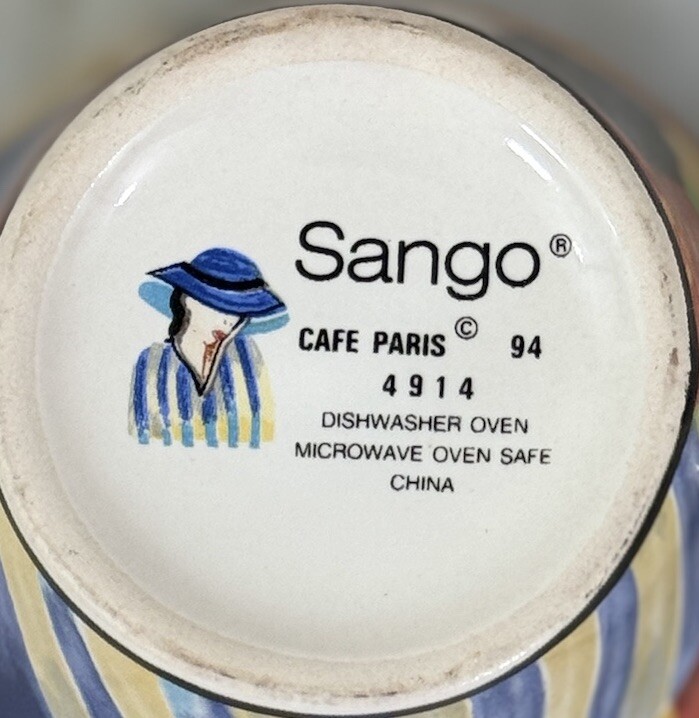 Sango®
CAFE PARIS © 94
4914
DISHWASHER OVEN
MICROWAVE OVEN SAFE
CHINA